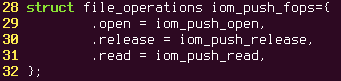 28 struct file_operations iom_push_fops={
29         .open = iom_push_open,
30         .release = iom_push_release,
31         .read = iom_push_read,
32 };